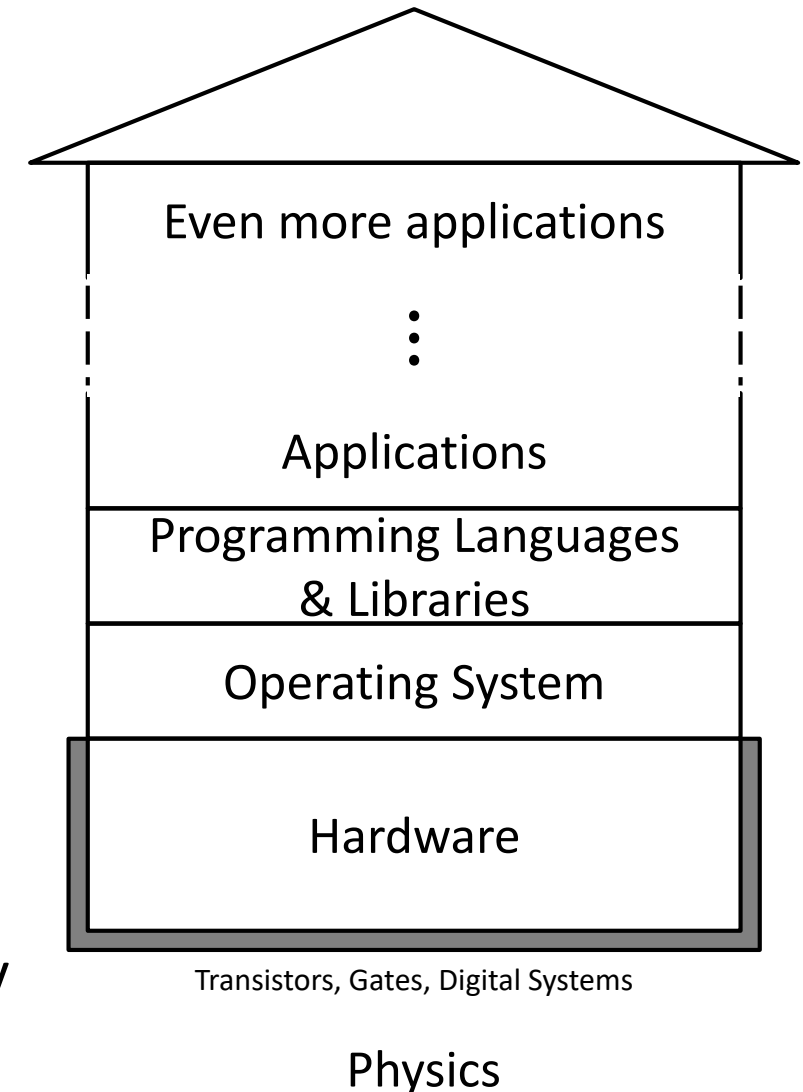 Even more applications
Applications
Programming Languages
& Libraries
Operating System
Hardware
y
Transistors, Gates, Digital Systems
Physics